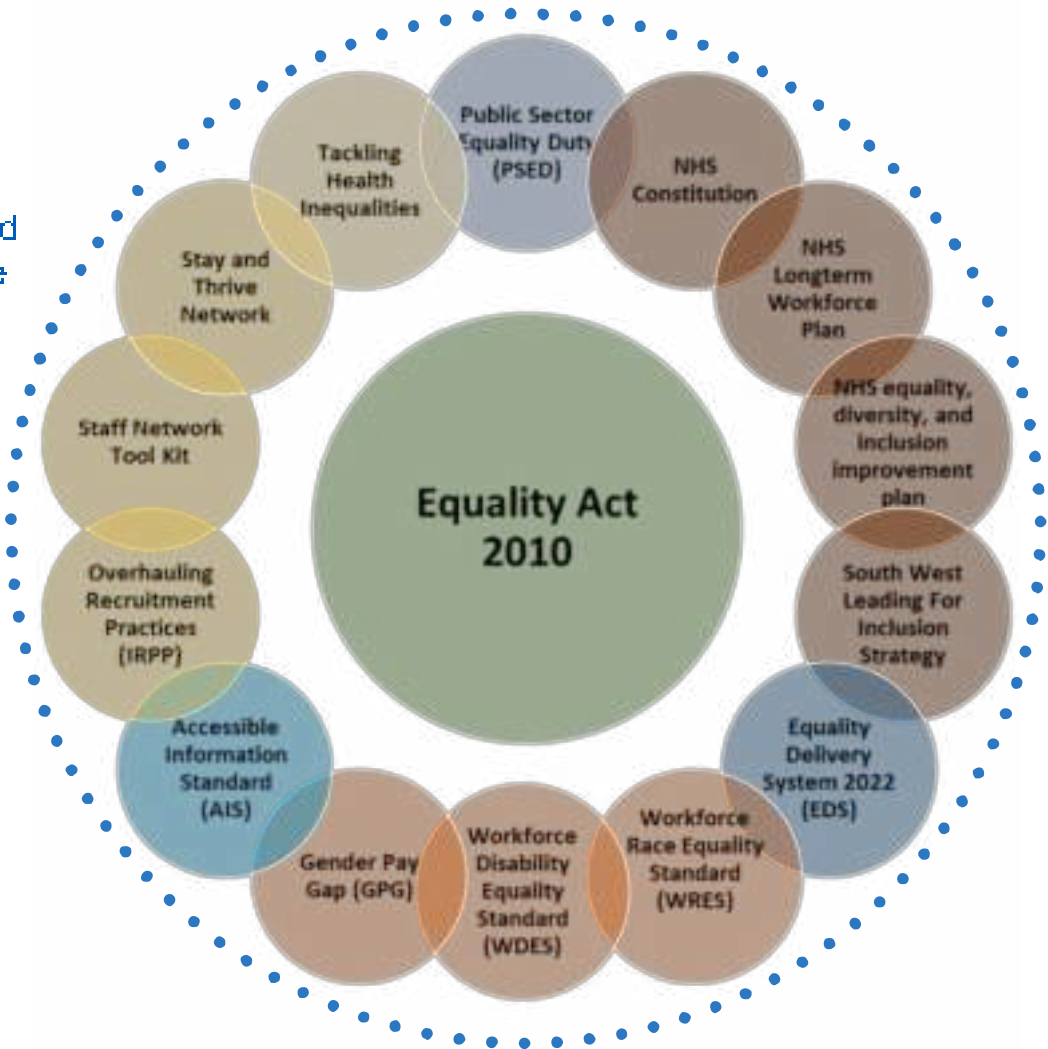 Public Sector
Equality Duty
(PSED)
NHS
Constitution
NHS
Longterm
Workforce
Plan
NHS equality,
diversity, and
inclusion
improvement
plan
South West
Leading For
Inclusion
Strategy
Equality
Delivery
System 2022
(EDS)
Workforce
Race Equality
Standard
(WRES)
Workforce
Disability
Equality
Standard
(WDES)
Gender Pay
Gap (GPG)
Accessible
Information
Standard
(AIS)
Overhauling
Recruitment
Practices
(IRPP)
Staff Network
Tool Kit
Stay and
Thrive
Network
Tackling
Health
Inequalities
Equality Act
2010